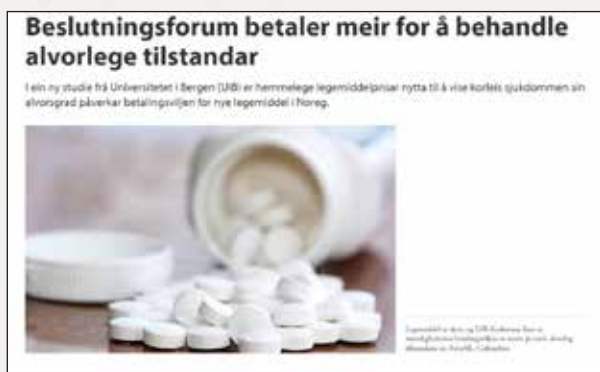 Beslutningsforum betaler meir for å behandle
alvorlege tilstandar
I ein ny studie frå Universitetet i Bergen (UiB) er hemmelege legemiddelprisar nytta til å vise korleis sjukdommen sin
alvorsgrad påverkar betalingsviljen for nye legemiddel i Noreg.